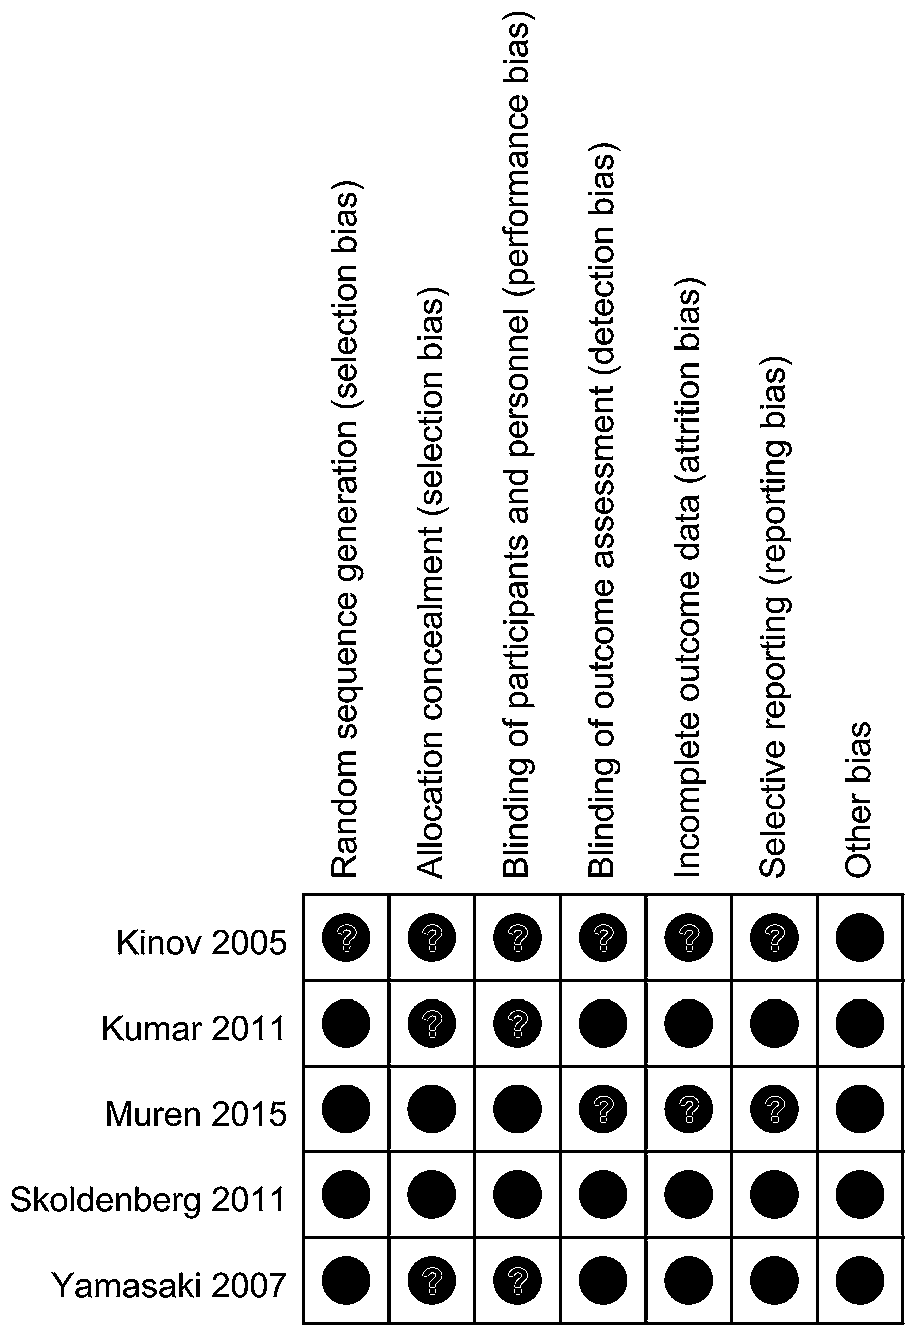 Random sequence generation (selection bias)
Allocation concealment (selection bias)
Blinding of participants and personnel (performance bias)
Blinding of outcome assessment (detection bias)
Incomplete outcome data (attrition bias)
Selective reporting (reporting bias)
Other bias
Kinov 2005 ? ? ? ? ? ?
Kumar 2011 ? ?
Muren 2015 ? ? ?
Skoldenberg 2011
Yamasaki 2007 ? ?